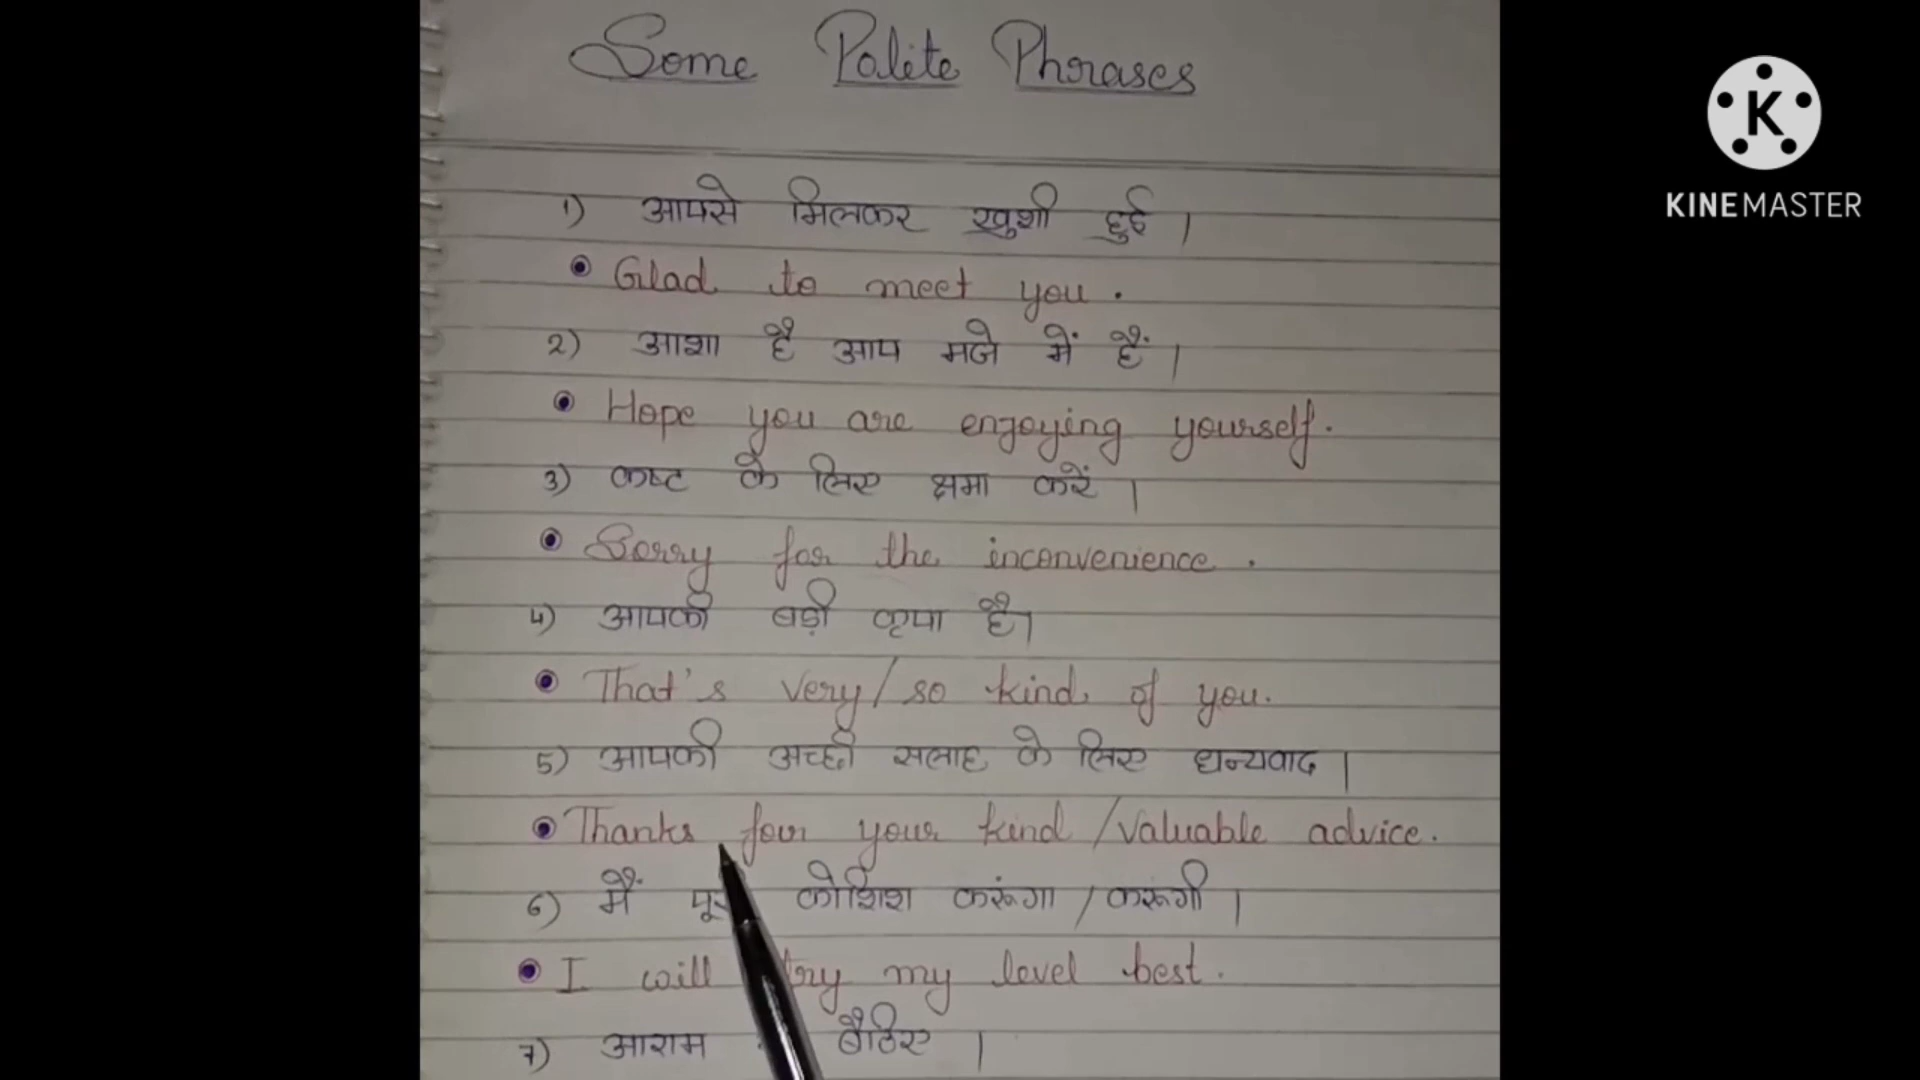 Some Polite Phrases
K
KINEMASTER
1) आपसे मिलकर खुशी हुई ।
Glad to meet you .
2) आशा है आप मजे में हैं ।
Hope you are enjoying yourself.
3) कष्ट के लिए क्षमा करें ।
Sorry for the inconvenience .
4) आपकी बड़ी कृपा है।
That's very/so kind of you.
5) आपकी अच्छी सलाह के लिए धन्यवाद ।
Thanks for your kind /valuable advice.
6) मैं कोशिश करूंगा / करूंगी ।
I will try my level best.
7) आराम बैठिए ।